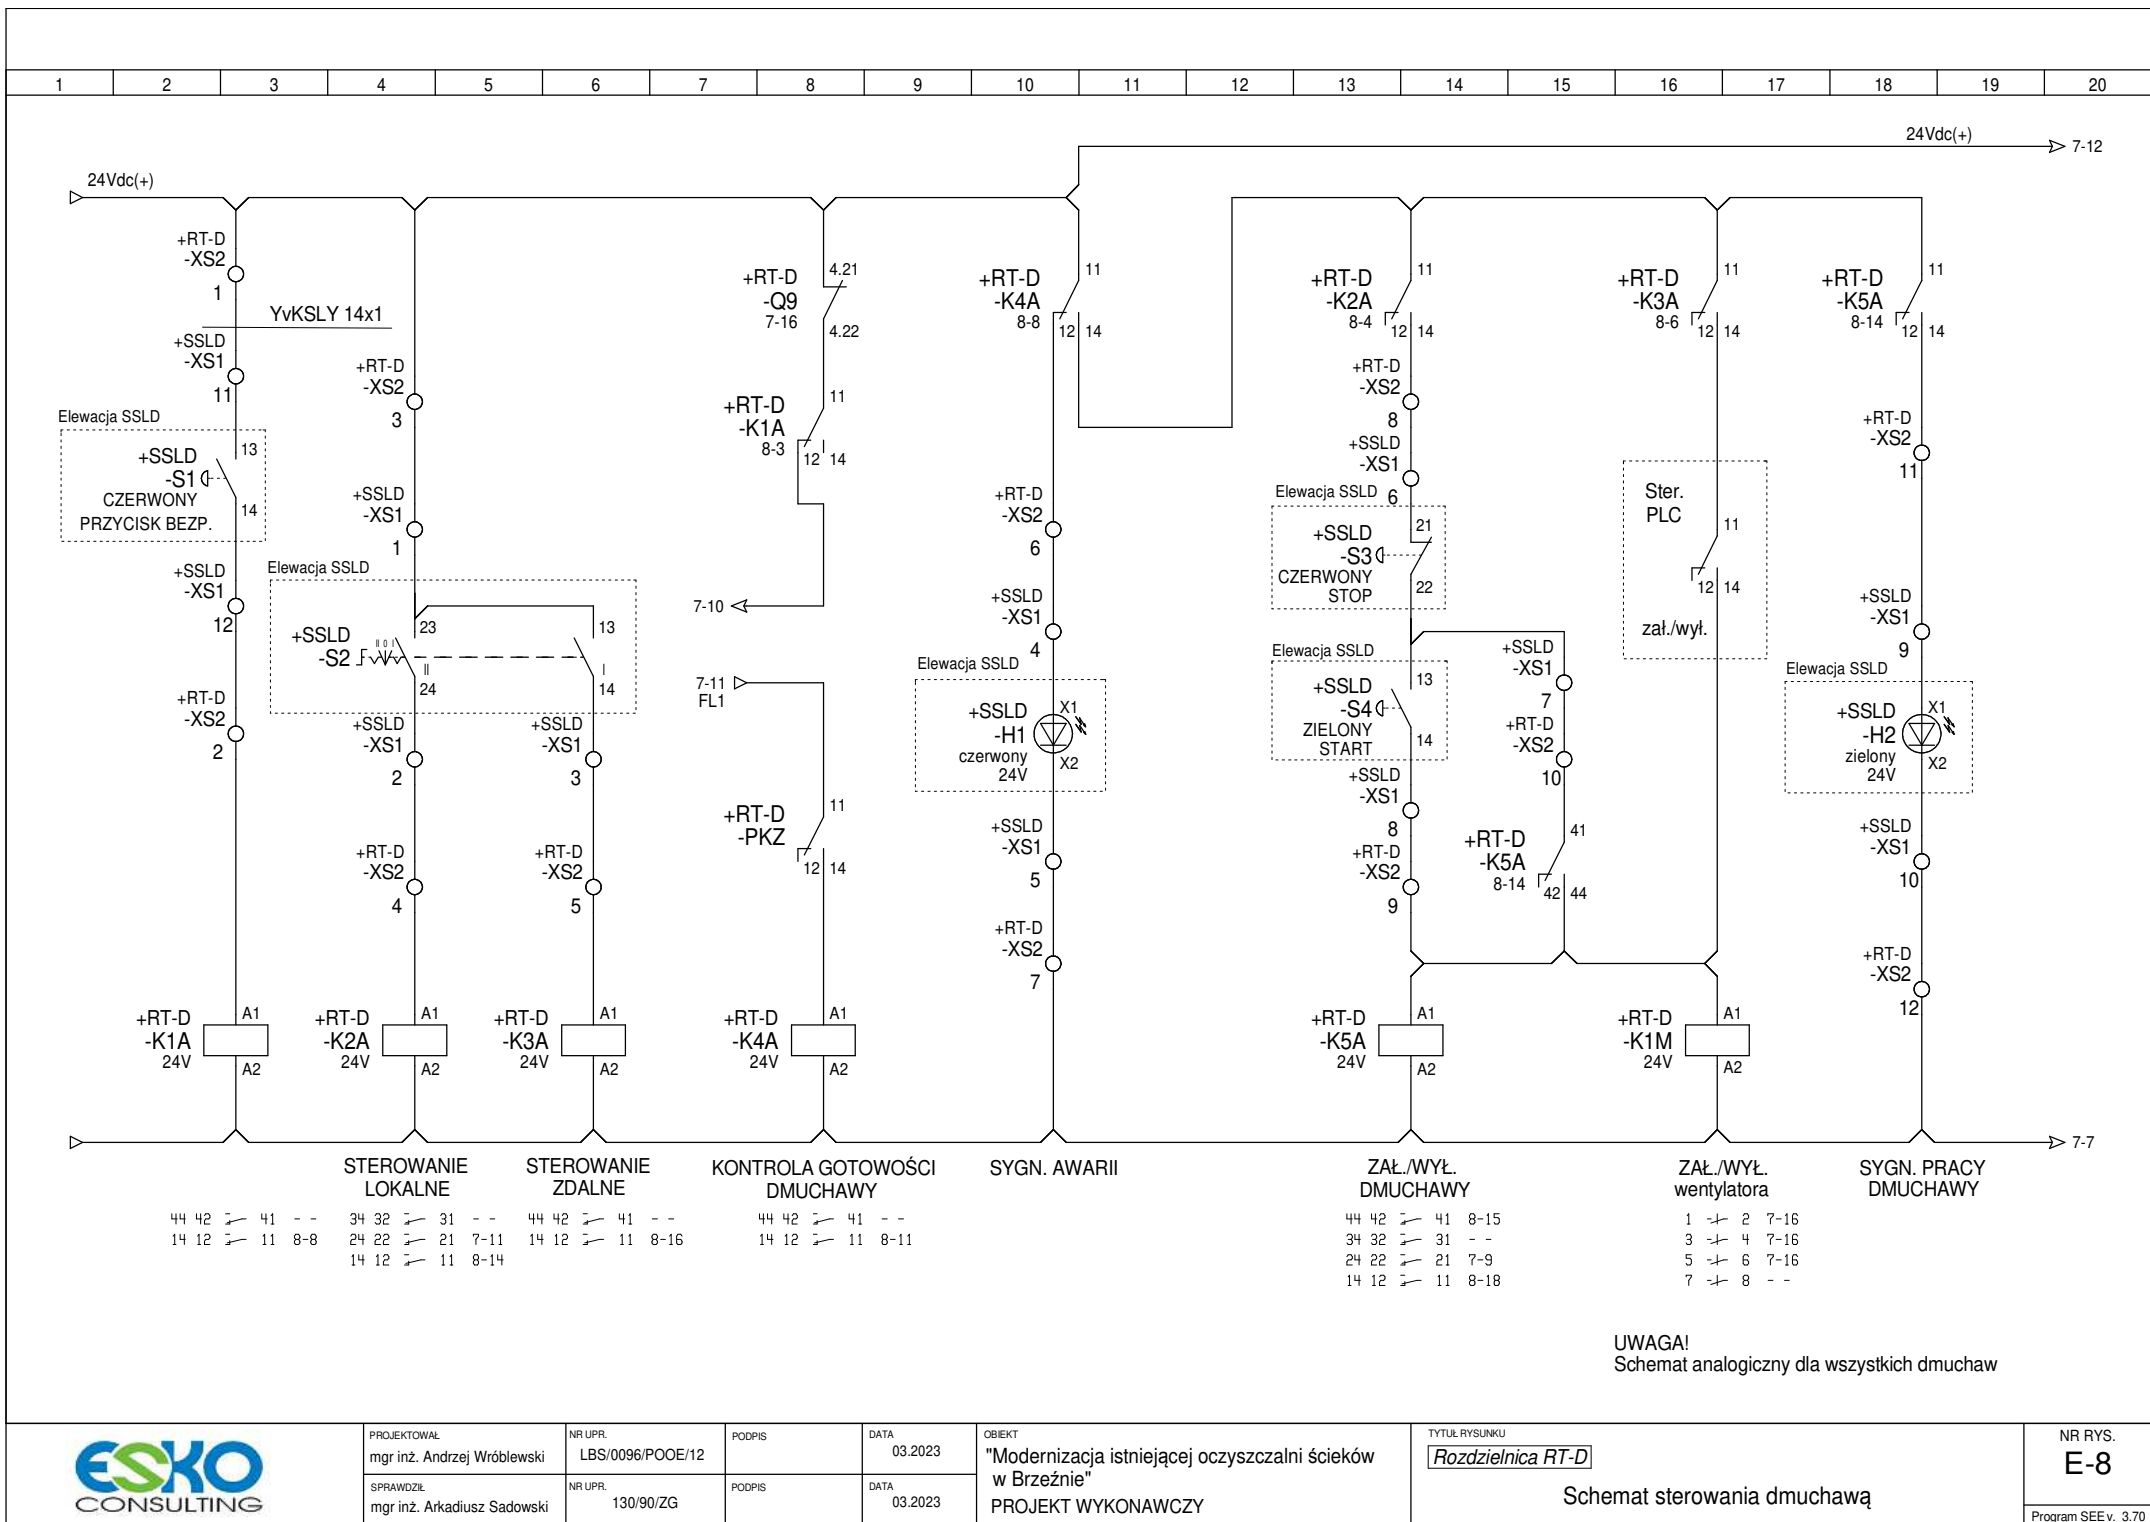 1 2 3 4 5 6 7 8 9 10 11 12 13 14 15 16 17 18 19 20
24Vdc(+)
7-12
24Vdc(+)
+RT-D
-XS2
1
YvKSLY 14x1
+SSLD
-XS1
11
Elewacja SSLD
+SSLD
-S1
CZERWONY
PRZYCISK BEZP.
13
14
+SSLD
-XS1
12
+RT-D
-XS2
2
+RT-D
-K1A
24V
A1
A2
+RT-D
-XS2
3
+SSLD
-XS1
1
Elewacja SSLD
+SSLD
-S2
II 0 I
23
II
24
13
I
14
+SSLD
-XS1
2
+RT-D
-XS2
4
+RT-D
-K2A
24V
A1
A2
+SSLD
-XS1
3
+RT-D
-XS2
5
+RT-D
-K3A
24V
A1
A2
+RT-D
-Q9
7-16
4.21
4.22
+RT-D
-K1A
8-3
11
12 14
7-10
7-11
FL1
+RT-D
-PKZ
11
12 14
+RT-D
-K4A
24V
A1
A2
+RT-D
-K4A
8-8
11
12 14
+RT-D
-XS2
6
+SSLD
-XS1
4
Elewacja SSLD
+SSLD
-H1
czerwony
24V
X1
X2
+SSLD
-XS1
5
+RT-D
-XS2
7
+RT-D
-K2A
8-4
11
12 14
+RT-D
-XS2
8
+SSLD
-XS1
6
Elewacja SSLD
+SSLD
-S3
CZERWONY
STOP
21
22
Elewacja SSLD
+SSLD
-S4
ZIELONY
START
13
14
+SSLD
-XS1
8
+RT-D
-XS2
9
+RT-D
-K5A
24V
A1
A2
+SSLD
-XS1
7
+RT-D
-XS2
10
+RT-D
-K5A
8-14
41
42 44
+RT-D
-K3A
8-6
11
12 14
Ster.
PLC
11
12 14
zał./wył.
+RT-D
-K1M
24V
A1
A2
+RT-D
-K5A
8-14
11
12 14
+RT-D
-XS2
11
+SSLD
-XS1
9
Elewacja SSLD
+SSLD
-H2
zielony
24V
X1
X2
+SSLD
-XS1
10
+RT-D
-XS2
12
7-7
STEROWANIE
LOKALNE
STEROWANIE
ZDALNE
KONTROLA GOTOWOŚCI
DMUCHAWY
SYGN. AWARII
ZAŁ./WYŁ.
DMUCHAWY
ZAŁ./WYŁ.
wentylatora
SYGN. PRACY
DMUCHAWY
44 42 41 - -
14 12 11 8-8
34 32 31 - -
24 22 21 7-11
14 12 11 8-14
44 42 41 - -
14 12 11 8-16
44 42 41 - -
14 12 11 8-11
44 42 41 8-15
34 32 31 - -
24 22 21 7-9
14 12 11 8-18
1 2 7-16
3 4 7-16
5 6 7-16
7 8 - -
UWAGA!
Schemat analogiczny dla wszystkich dmuchaw
ESKO
CONSULTING
PROJEKTOWAŁ
mgr inż. Andrzej Wróblewski
NR UPR.
LBS/0096/POOE/12
PODPIS
DATA
03.2023
SPRAWDZIŁ
mgr inż. Arkadiusz Sadowski
NR UPR.
130/90/ZG
PODPIS
DATA
03.2023
OBIEKT
"Modernizacja istniejącej oczyszczalni ścieków
w Brzeźnie"
PROJEKT WYKONAWCZY
TYTUŁ RYSUNKU
Rozdzielnica RT-D
Schemat sterowania dmuchawą
NR RYS.
E-8
Program SEE v. 3.70